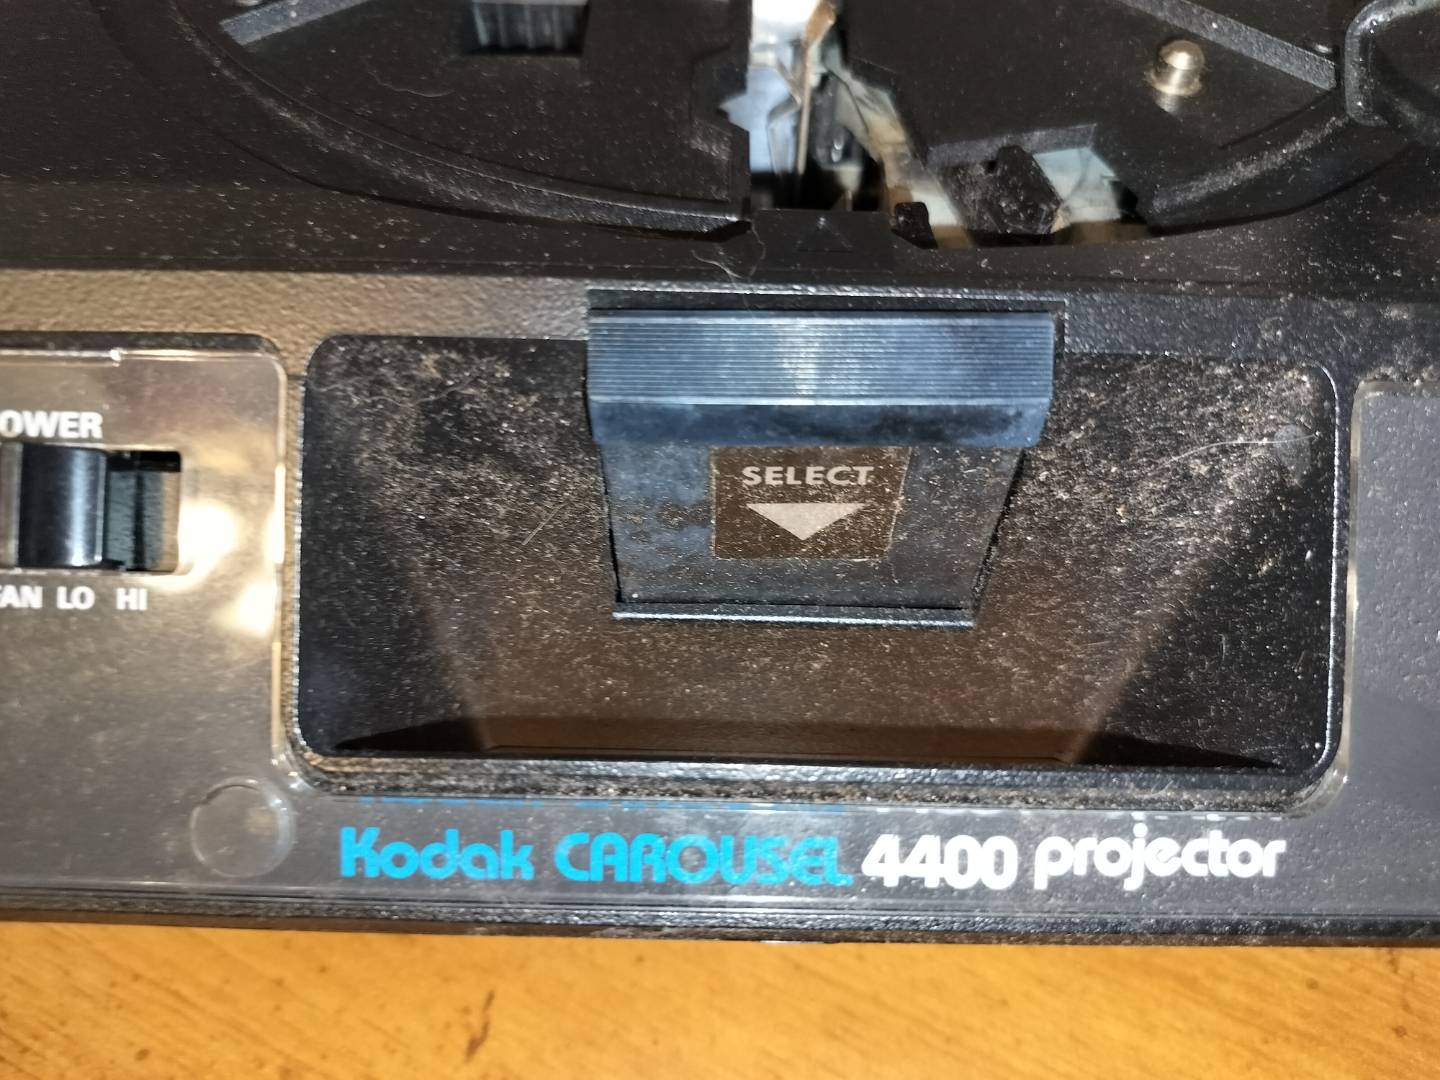 OWER
FAN LO HI
SELECT
Kodak CAROUSEL 4400 projector